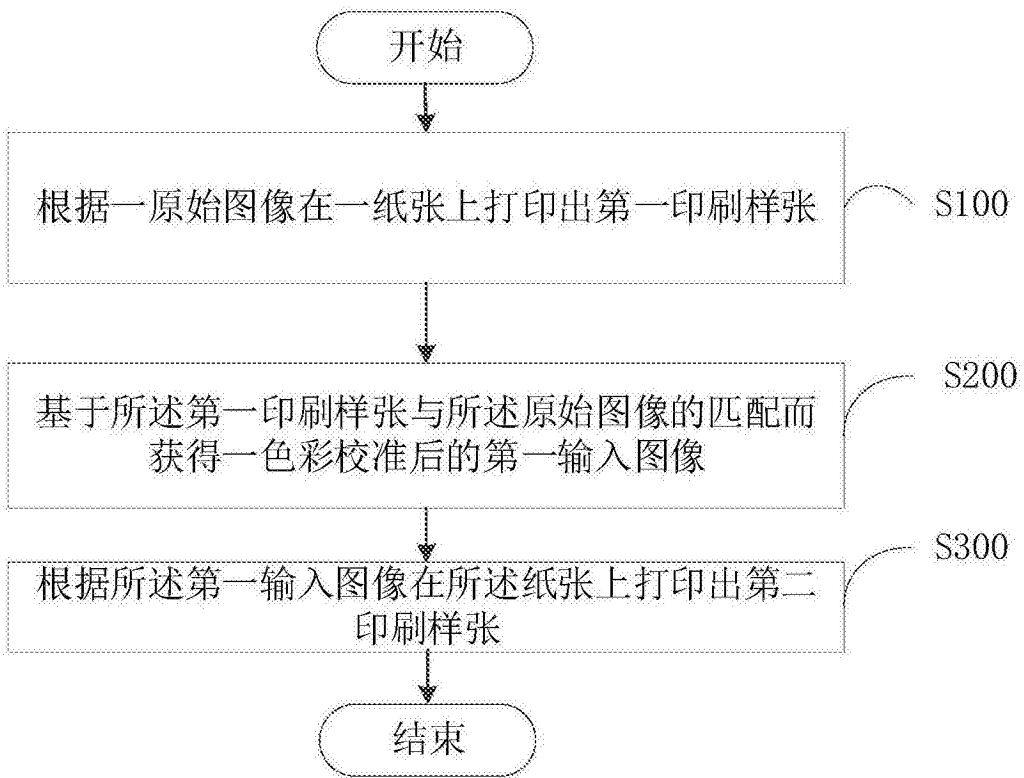 开始
根据一原始图像在一纸张上打印出第一印刷样张
S100
基于所述第一印刷样张与所述原始图像的匹配而
获得一色彩校准后的第一输入图像
S200
根据所述第一输入图像在所述纸张上打印出第二
印刷样张
S300
结束